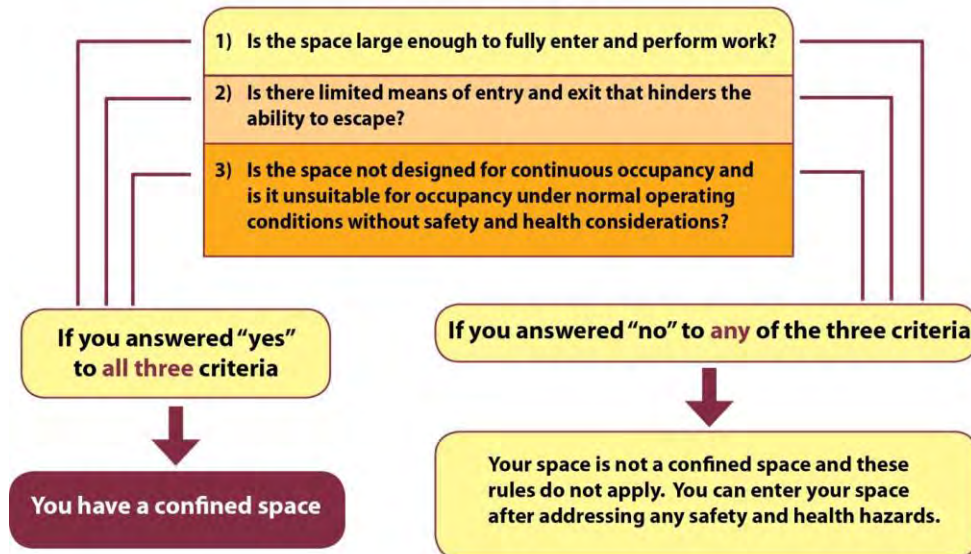 1) Is the space large enough to fully enter and perform work?
2) Is there limited means of entry and exit that hinders the
ability to escape?
3) Is the space not designed for continuous occupancy and
is it unsuitable for occupancy under normal operating
conditions without safety and health considerations?
If you answered “yes”
to all three criteria
If you answered “no” to any of the three criteria
You have a confined space
Your space is not a confined space and these
rules do not apply. You can enter your space
after addressing any safety and health hazards.